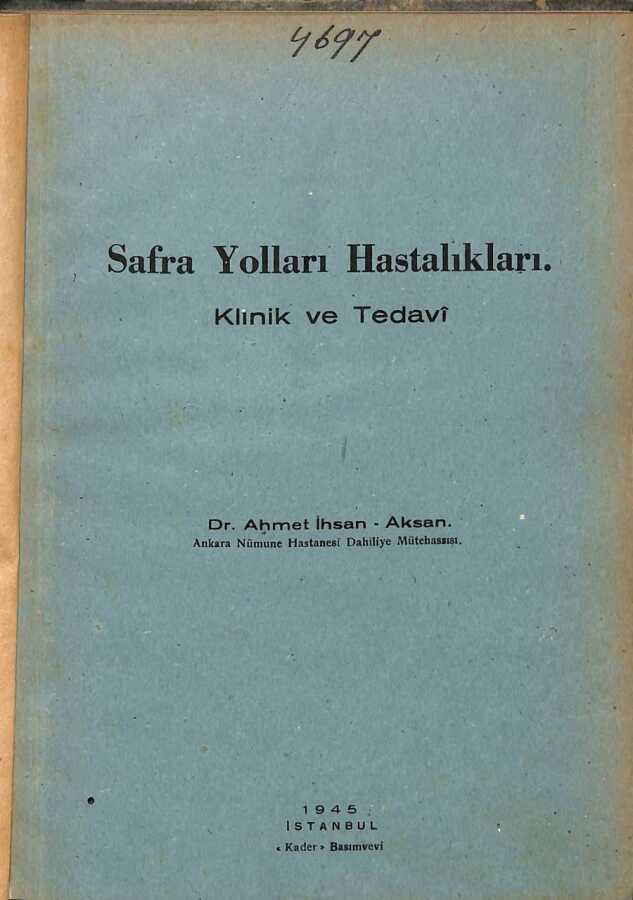 4697
Safra Yolları Hastalıkları.
Klinik ve Tedavî
Dr. Ahmet İhsan - Aksan.
Ankara Nümune Hastanesi Dahiliye Mütehassısı.
1945
İSTANBUL
« Kader » Basımevi